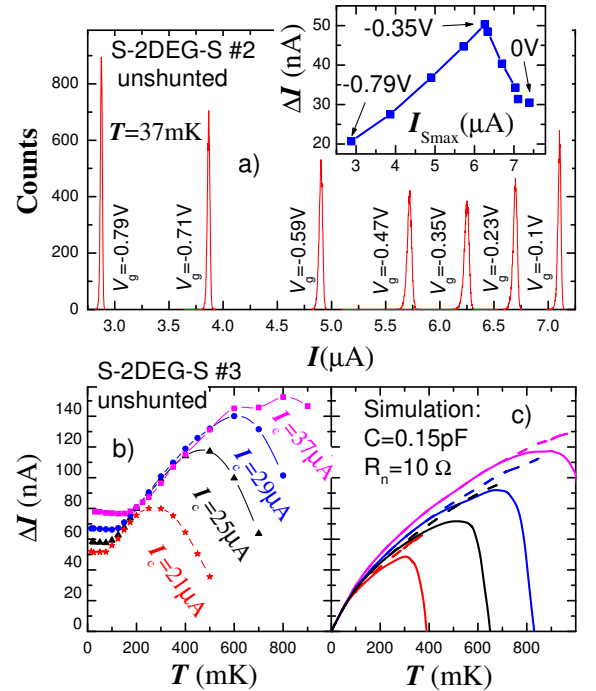 S-2DEG-S #2
unshunted
T=37mK
a)
Counts
800
600
400
200
0
V_g=-0.79V
V_g=-0.71V
V_g=-0.59V
V_g=-0.47V
V_g=-0.35V
V_g=-0.23V
V_g=-0.1V
3.0 3.5 4.0 4.5 5.0 5.5 6.0 6.5 7.0
I(μA)
ΔI (nA)
50
40
30
20
-0.35V
0V
-0.79V
I_Smax(μA)
3 4 5 6 7
S-2DEG-S #3
unshunted
b)
ΔI (nA)
140
120
100
80
60
40
20
0
I_c=37μA
I_c=29μA
I_c=25μA
I_c=21μA
0 200 400 600 800
T (mK)
c)
Simulation:
C=0.15pF
R_n=10 Ω
0 200 400 600 800
T (mK)